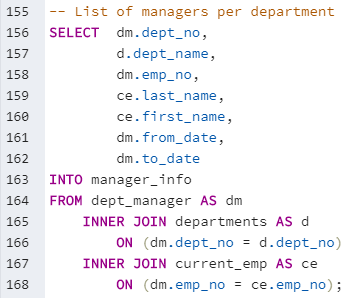 155 -- List of managers per department
156 SELECT  dm.dept_no,
157         d.dept_name,
158         dm.emp_no,
159         ce.last_name,
160         ce.first_name,
161         dm.from_date,
162         dm.to_date
163 INTO manager_info
164 FROM dept_manager AS dm
165     INNER JOIN departments AS d
166         ON (dm.dept_no = d.dept_no)
167     INNER JOIN current_emp AS ce
168         ON (dm.emp_no = ce.emp_no);